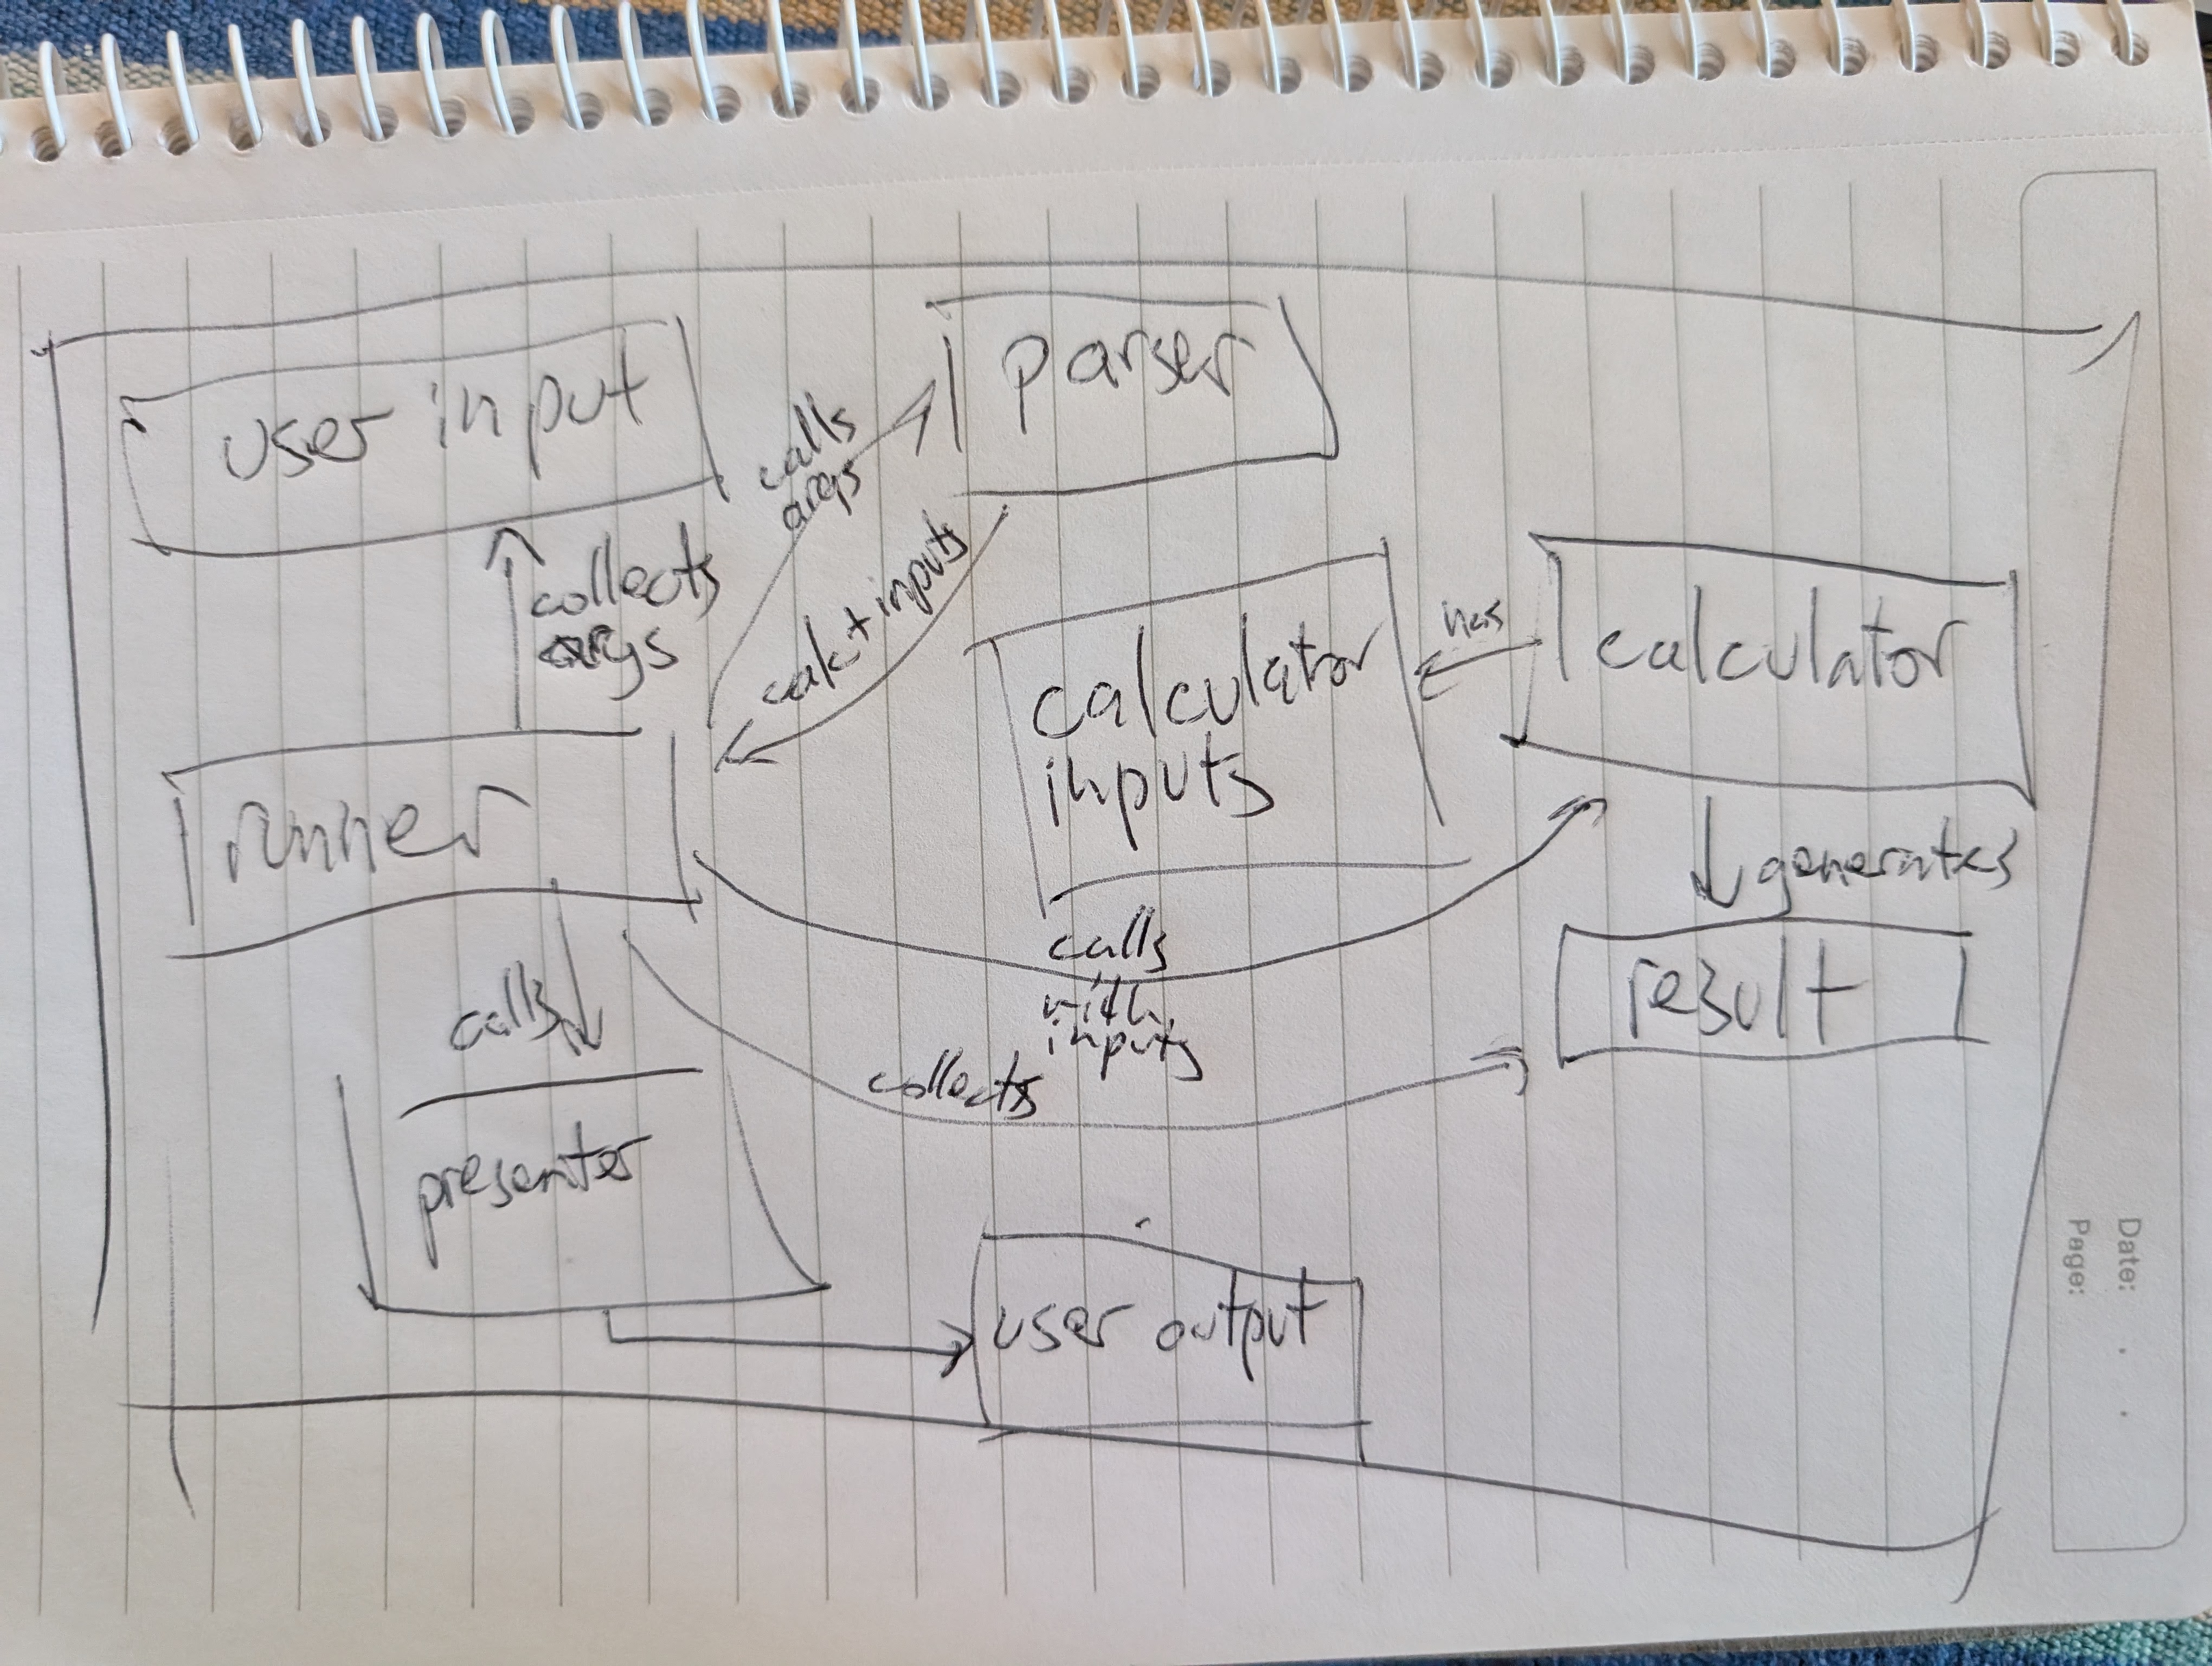 user input
parser
calls
args
collects
args
calc + inputs
calculator
inputs
has
calculator
runner
generates
result
calls
with
inputs
collects
calls
presenter
user output
Date:
Page: